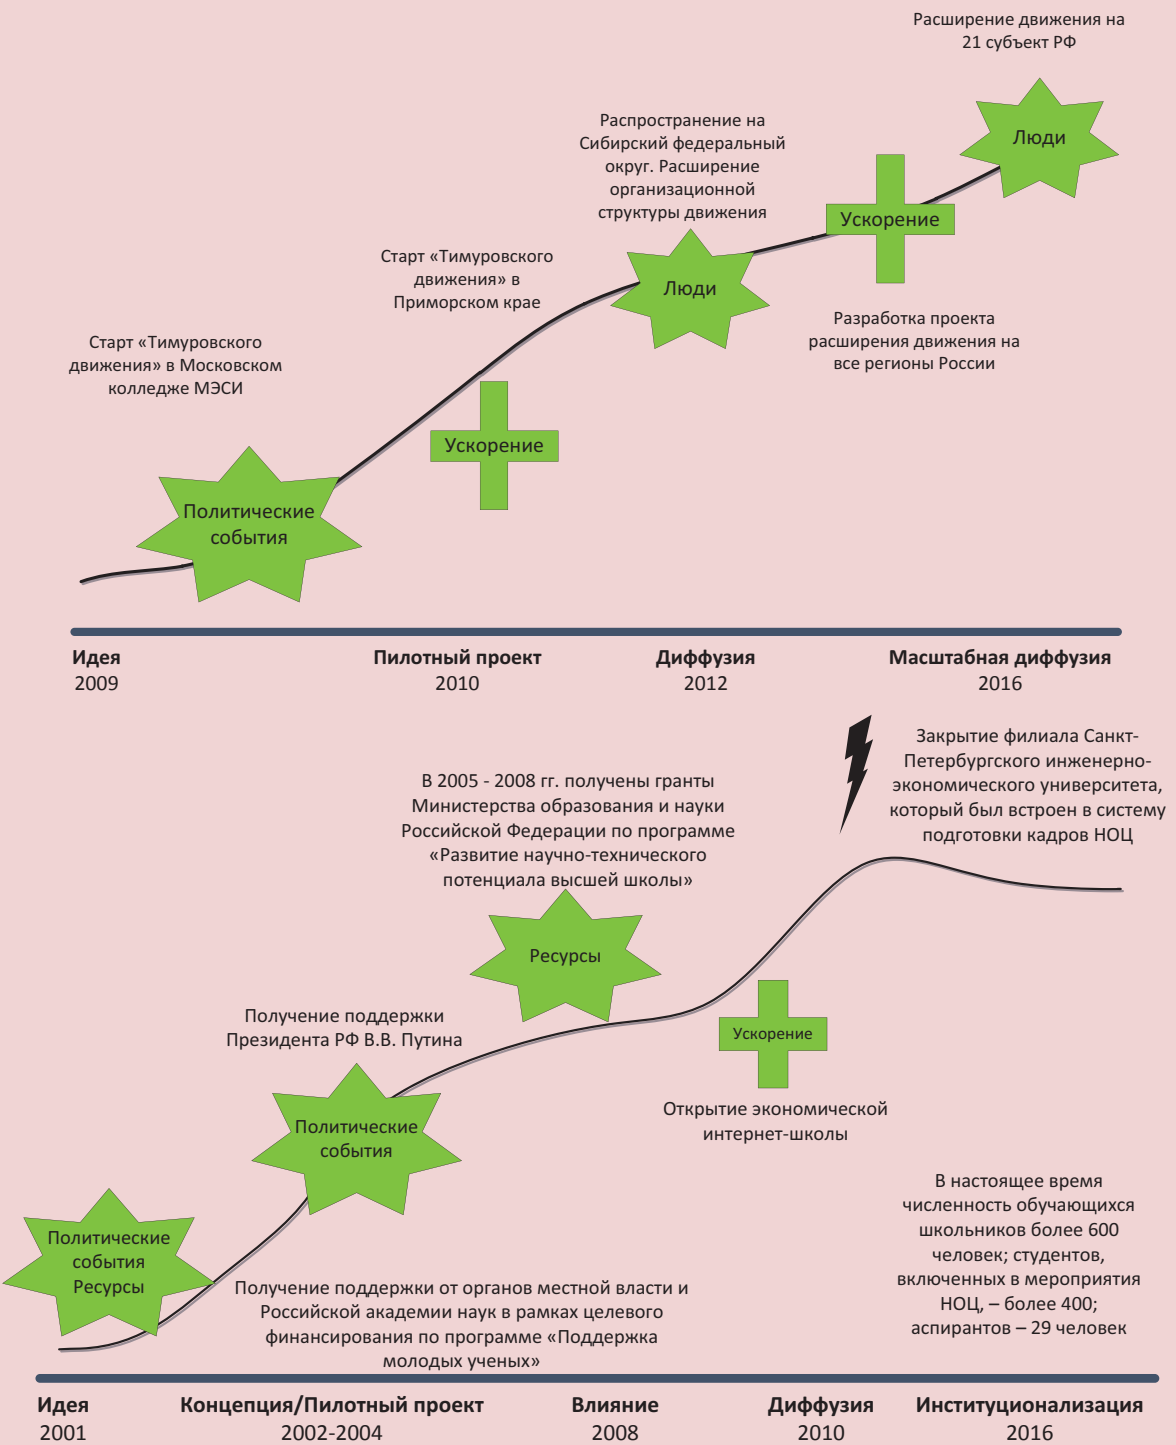 Расширение движения на
21 субъект РФ
Люди
Распространение на
Сибирский федеральный
округ. Расширение
организационной
структуры движения
Ускорение
Старт «Тимуровского
движения» в
Приморском крае
Люди
Разработка проекта
расширения движения на
все регионы России
Старт «Тимуровского
движения» в Московском
колледже МЭСИ
Ускорение
Политические
события
Идея
2009
Пилотный проект
2010
Диффузия
2012
Масштабная диффузия
2016
Закрытие филиала Санкт-
Петербургского инженерно-
экономического университета,
который был встроен в систему
подготовки кадров НОЦ
В 2005 - 2008 гг. получены гранты
Министерства образования и науки
Российской Федерации по программе
«Развитие научно-технического
потенциала высшей школы»
Ресурсы
Получение поддержки
Президента РФ В.В. Путина
Ускорение
Открытие экономической
интернет-школы
Политические
события
Политические
события
Ресурсы
В настоящее время
численность обучающихся
школьников более 600
человек; студентов,
включенных в мероприятия
НОЦ, – более 400;
аспирантов – 29 человек
Получение поддержки от органов местной власти и
Российской академии наук в рамках целевого
финансирования по программе «Поддержка
молодых ученых»
Идея
2001
Концепция/Пилотный проект
2002-2004
Влияние
2008
Диффузия
2010
Институционализация
2016